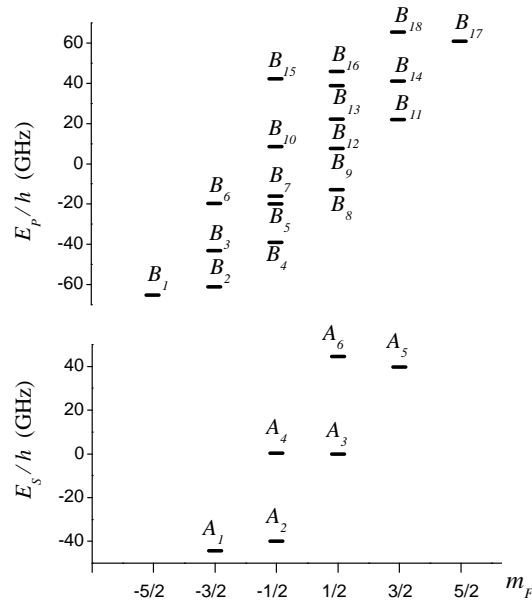 B18
B17
60
B15
B16
B14
40
B13
B11
20
B10
B12
0
B7
B9
B6
B8
-20
B5
B3
-40
B4
B2
B1
-60
E_P/h (GHz)
A6
A5
40
20
A4
A3
0
-20
A1
A2
-40
E_S/h (GHz)
-5/2 -3/2 -1/2 1/2 3/2 5/2
m_F